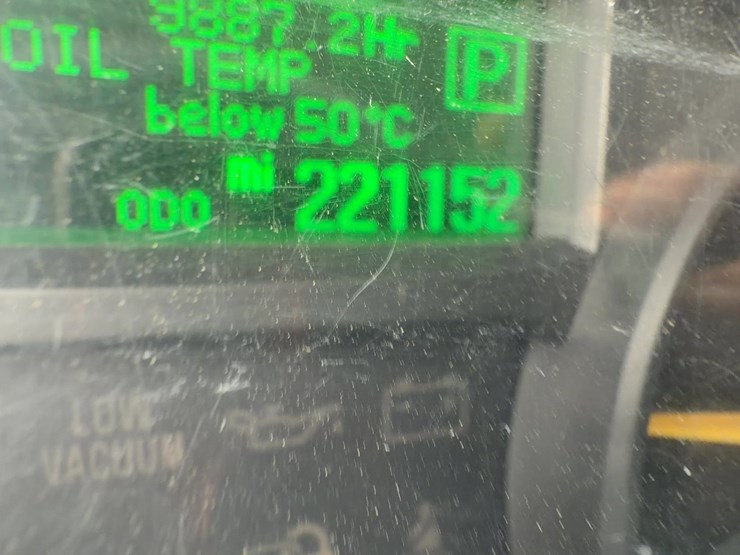 9887 2Hr
OIL TEMP P
below 50°C
ODO mi 221152
LOW
VACUUM